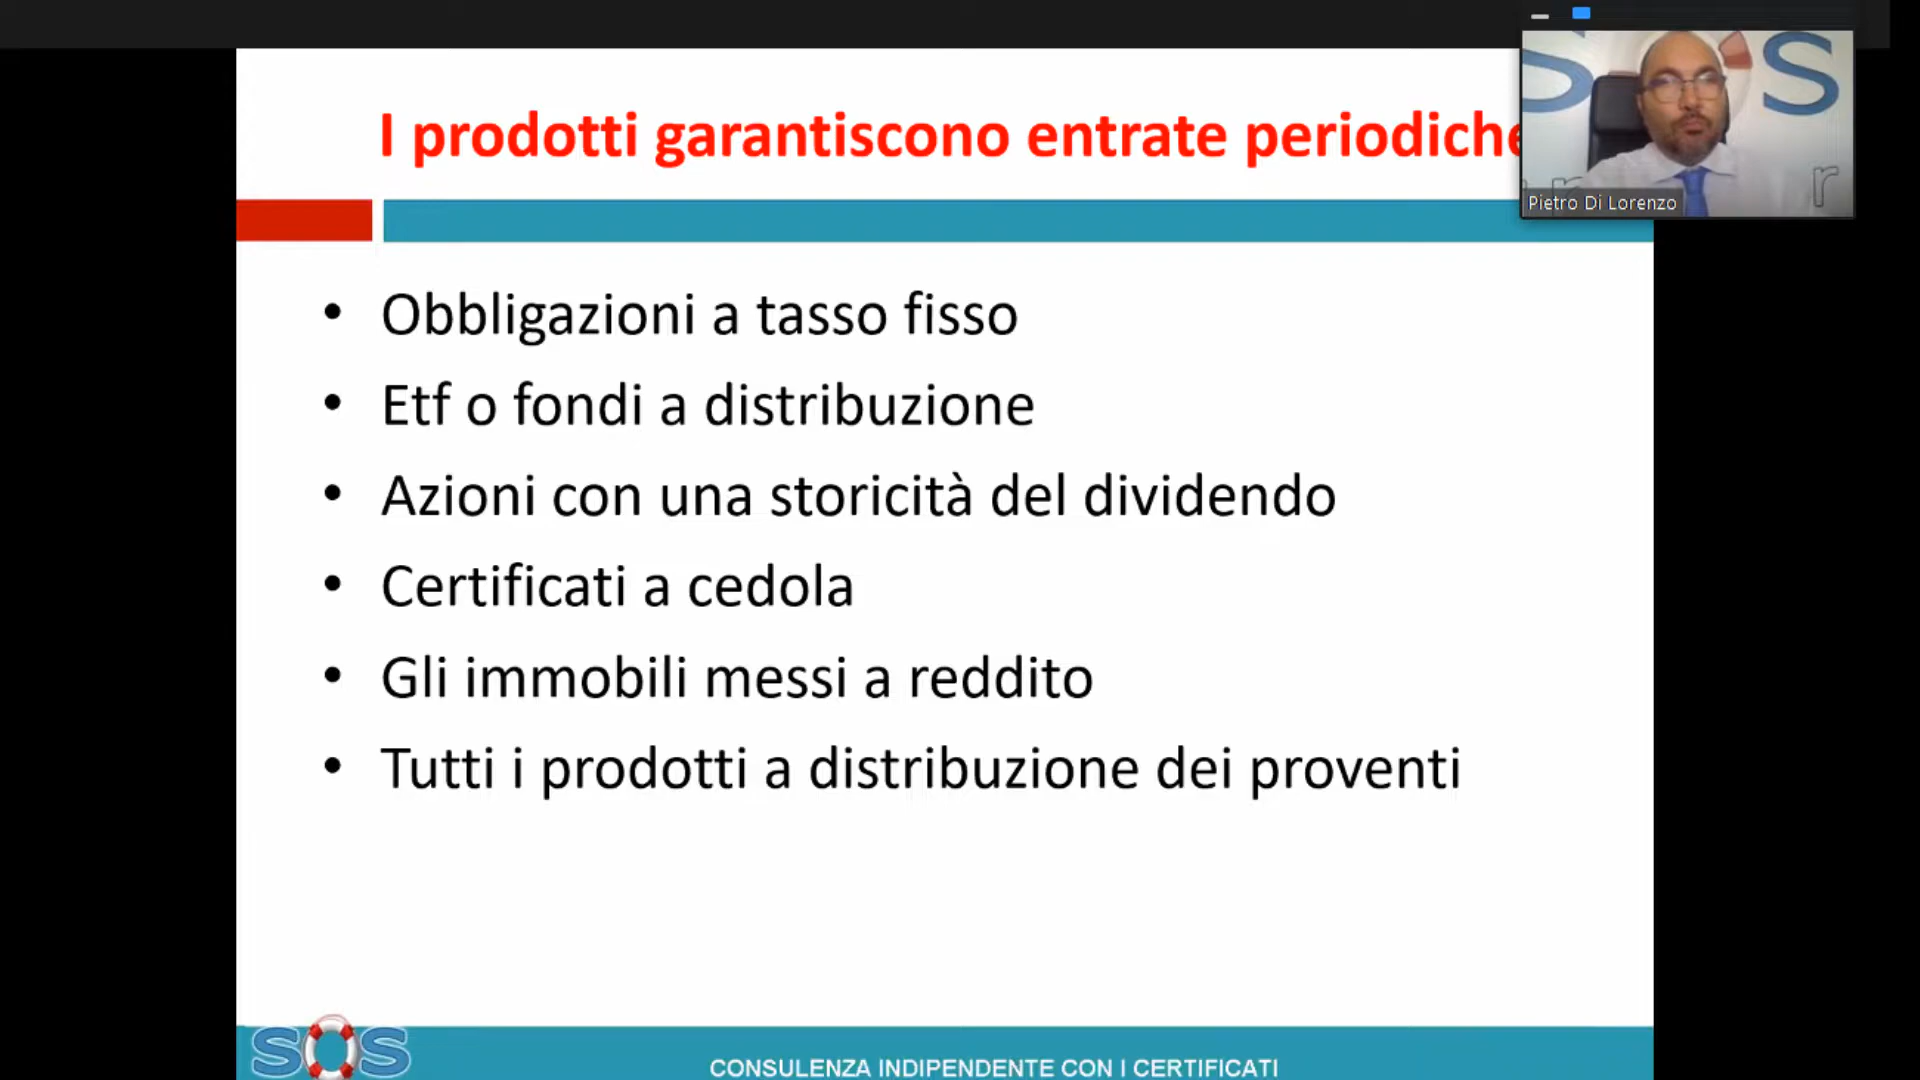 I prodotti garantiscono entrate periodiche
SOS
Pietro Di Lorenzo
• Obbligazioni a tasso fisso
• Etf o fondi a distribuzione
• Azioni con una storicità del dividendo
• Certificati a cedola
• Gli immobili messi a reddito
• Tutti i prodotti a distribuzione dei proventi
SOS
CONSULENZA INDIPENDENTE CON I CERTIFICATI